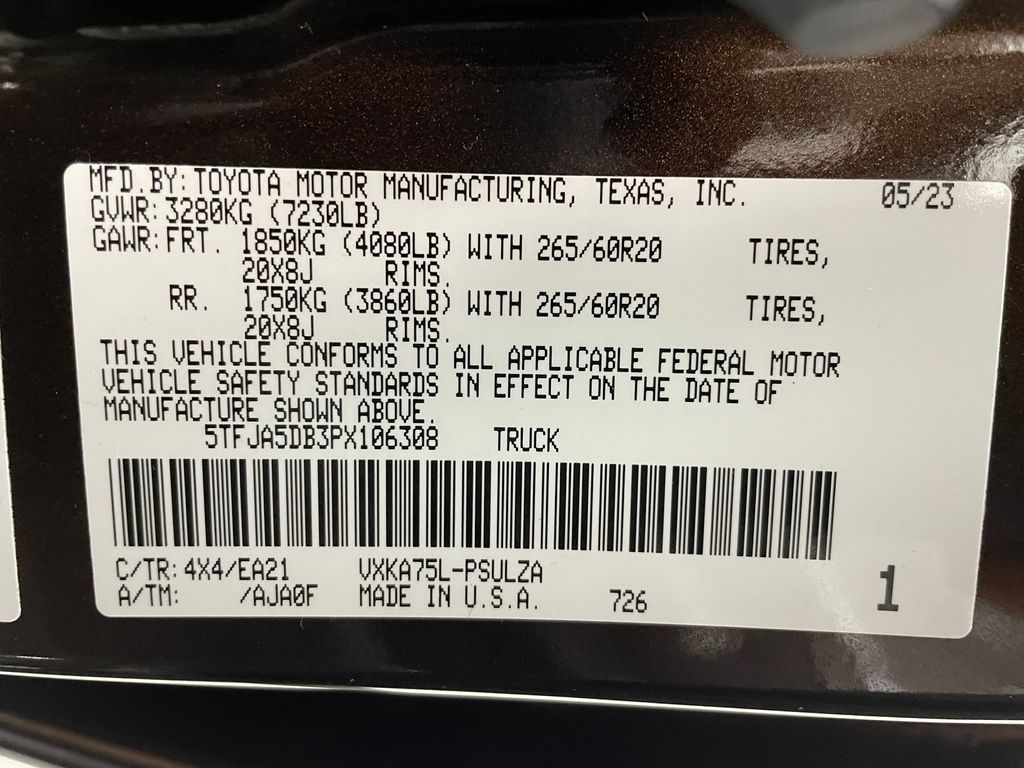 MFD.BY:TOYOTA MOTOR MANUFACTURING, TEXAS, INC. 05/23
GVWR:3280KG (7230LB)
GAWR:FRT. 1850KG (4080LB) WITH 265/60R20 TIRES,
20X8J RIMS.
RR. 1750KG (3860LB) WITH 265/60R20 TIRES,
20X8J RIMS.
THIS VEHICLE CONFORMS TO ALL APPLICABLE FEDERAL MOTOR
VEHICLE SAFETY STANDARDS IN EFFECT ON THE DATE OF
MANUFACTURE SHOWN ABOVE.
5TFJA5DB3PX106308 TRUCK
C/TR:4X4/EA21 VXKA75L-PSULZA
A/TM: /AJA0F MADE IN U.S.A. 726 1